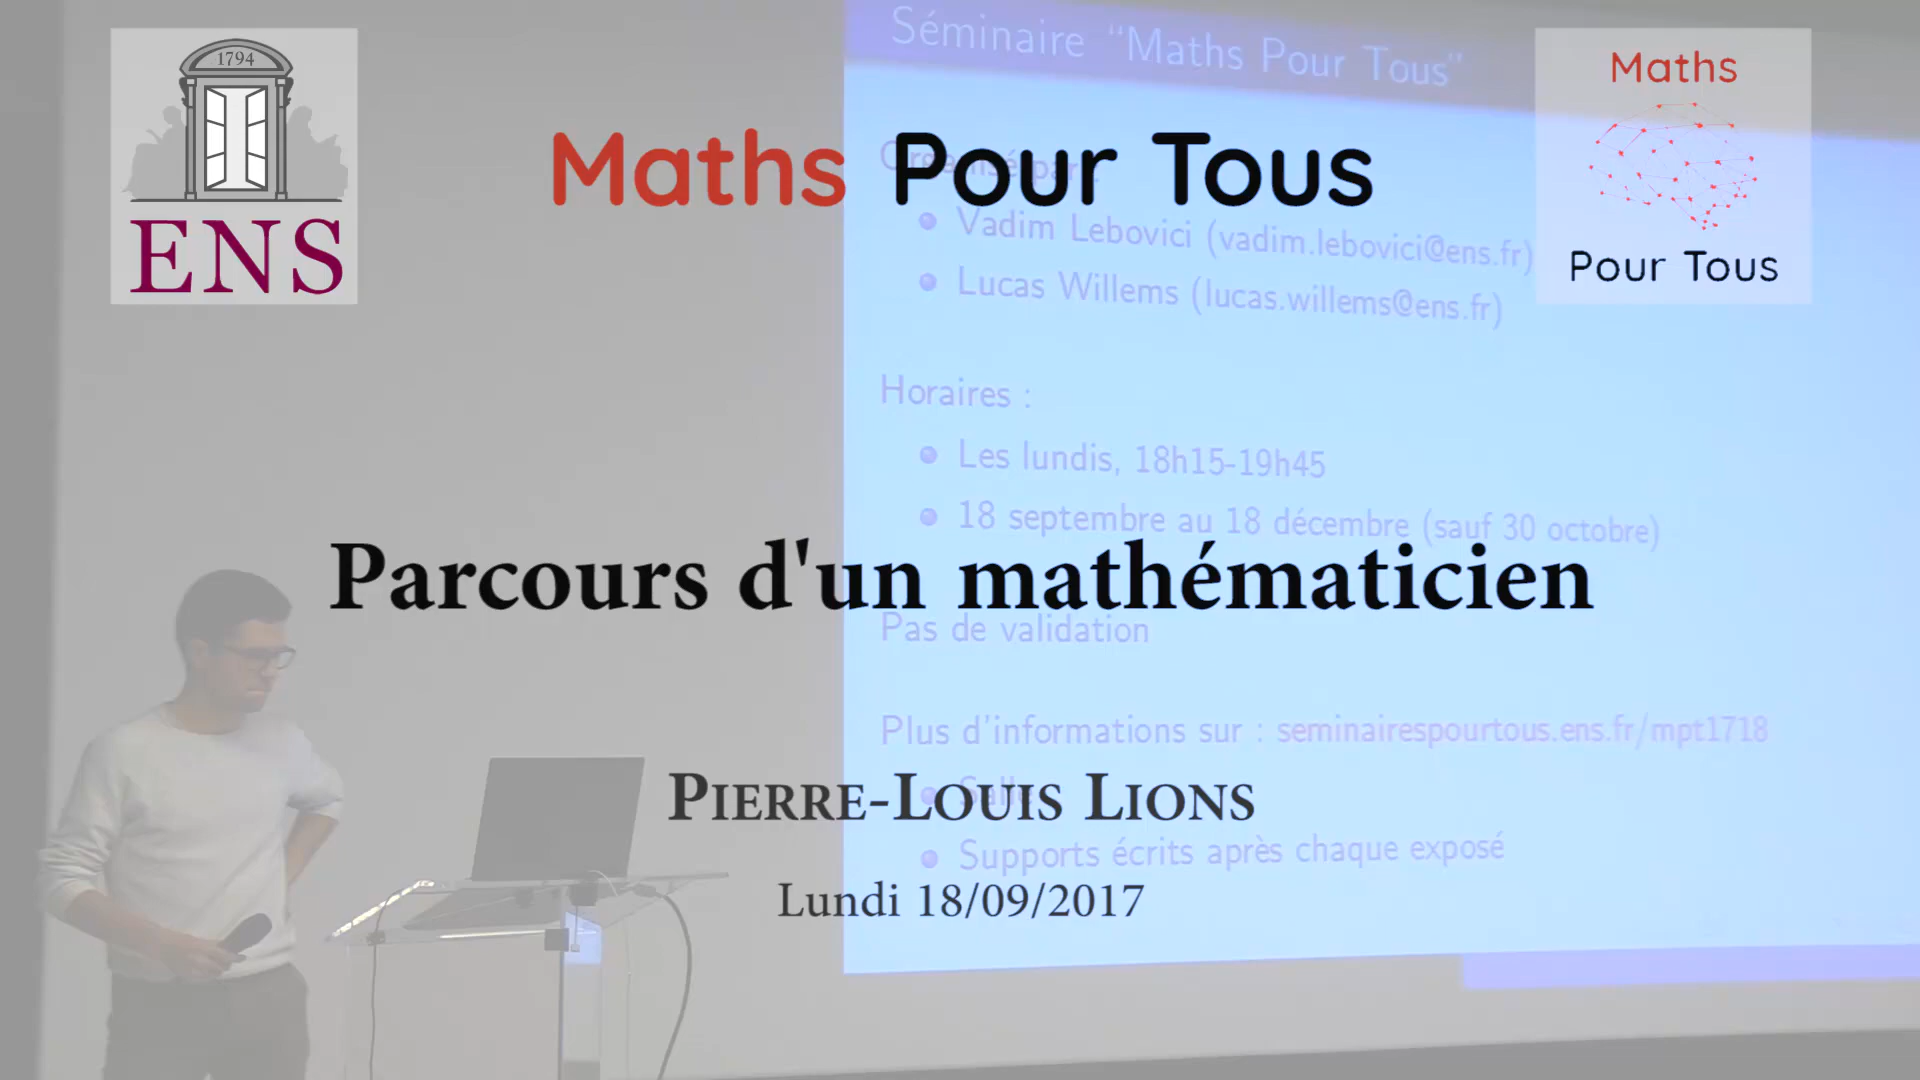 1794
ENS
Maths Pour Tous
Maths
Pour Tous
Séminaire “Maths Pour Tous”
Organisé par :
Vadim Lebovici (vadim.lebovici@ens.fr)
Lucas Willems (lucas.willems@ens.fr)
Horaires :
Les lundis, 18h15-19h45
18 septembre au 18 décembre (sauf 30 octobre)
Parcours d'un mathématicien
Pas de validation
Plus d'informations sur : seminairespourtous.ens.fr/mpt1718
Salle
PIERRE-LOUIS LIONS
Supports écrits après chaque exposé
Lundi 18/09/2017